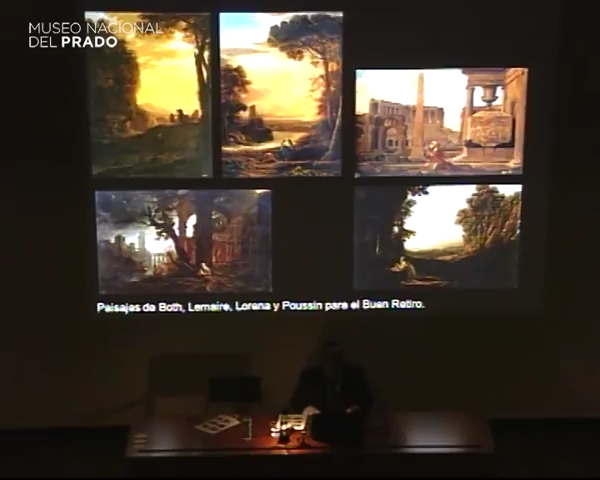 MUSEO NACIONAL
DEL PRADO
Paisajes de Both, Lemaire, Lorena y Poussin para el Buen Retiro.